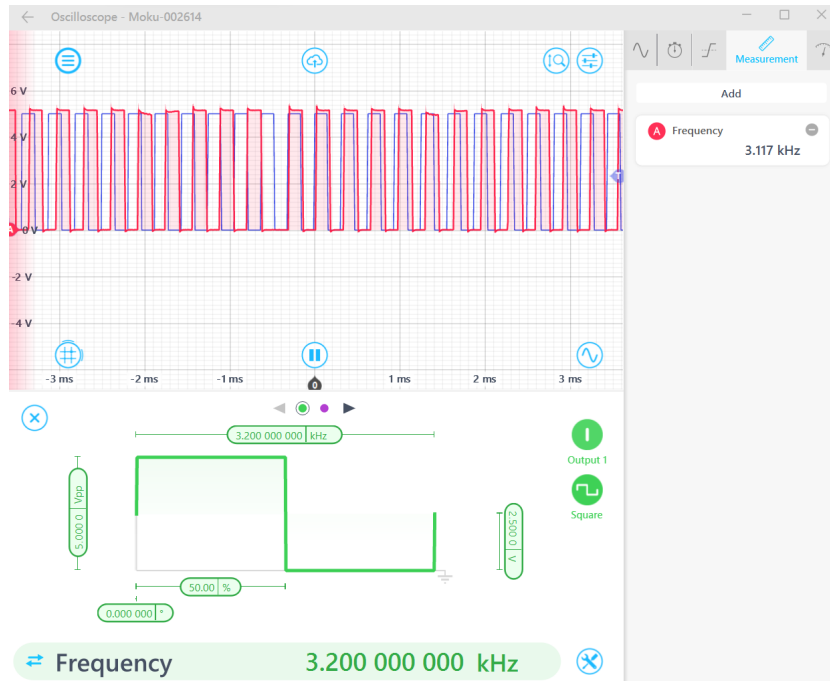 Oscilloscope - Moku-002614
Measurement
Add
A Frequency
3.117 kHz
6 V
4 V
2 V
T
A 0 V
-2 V
-4 V
-3 ms -2 ms -1 ms 0 1 ms 2 ms 3 ms
3.200 000 000 kHz
Output 1
5.000 0 Vpp
Square
2.500 0 V
50.00 %
0.000 000 °
Frequency 3.200 000 000 kHz